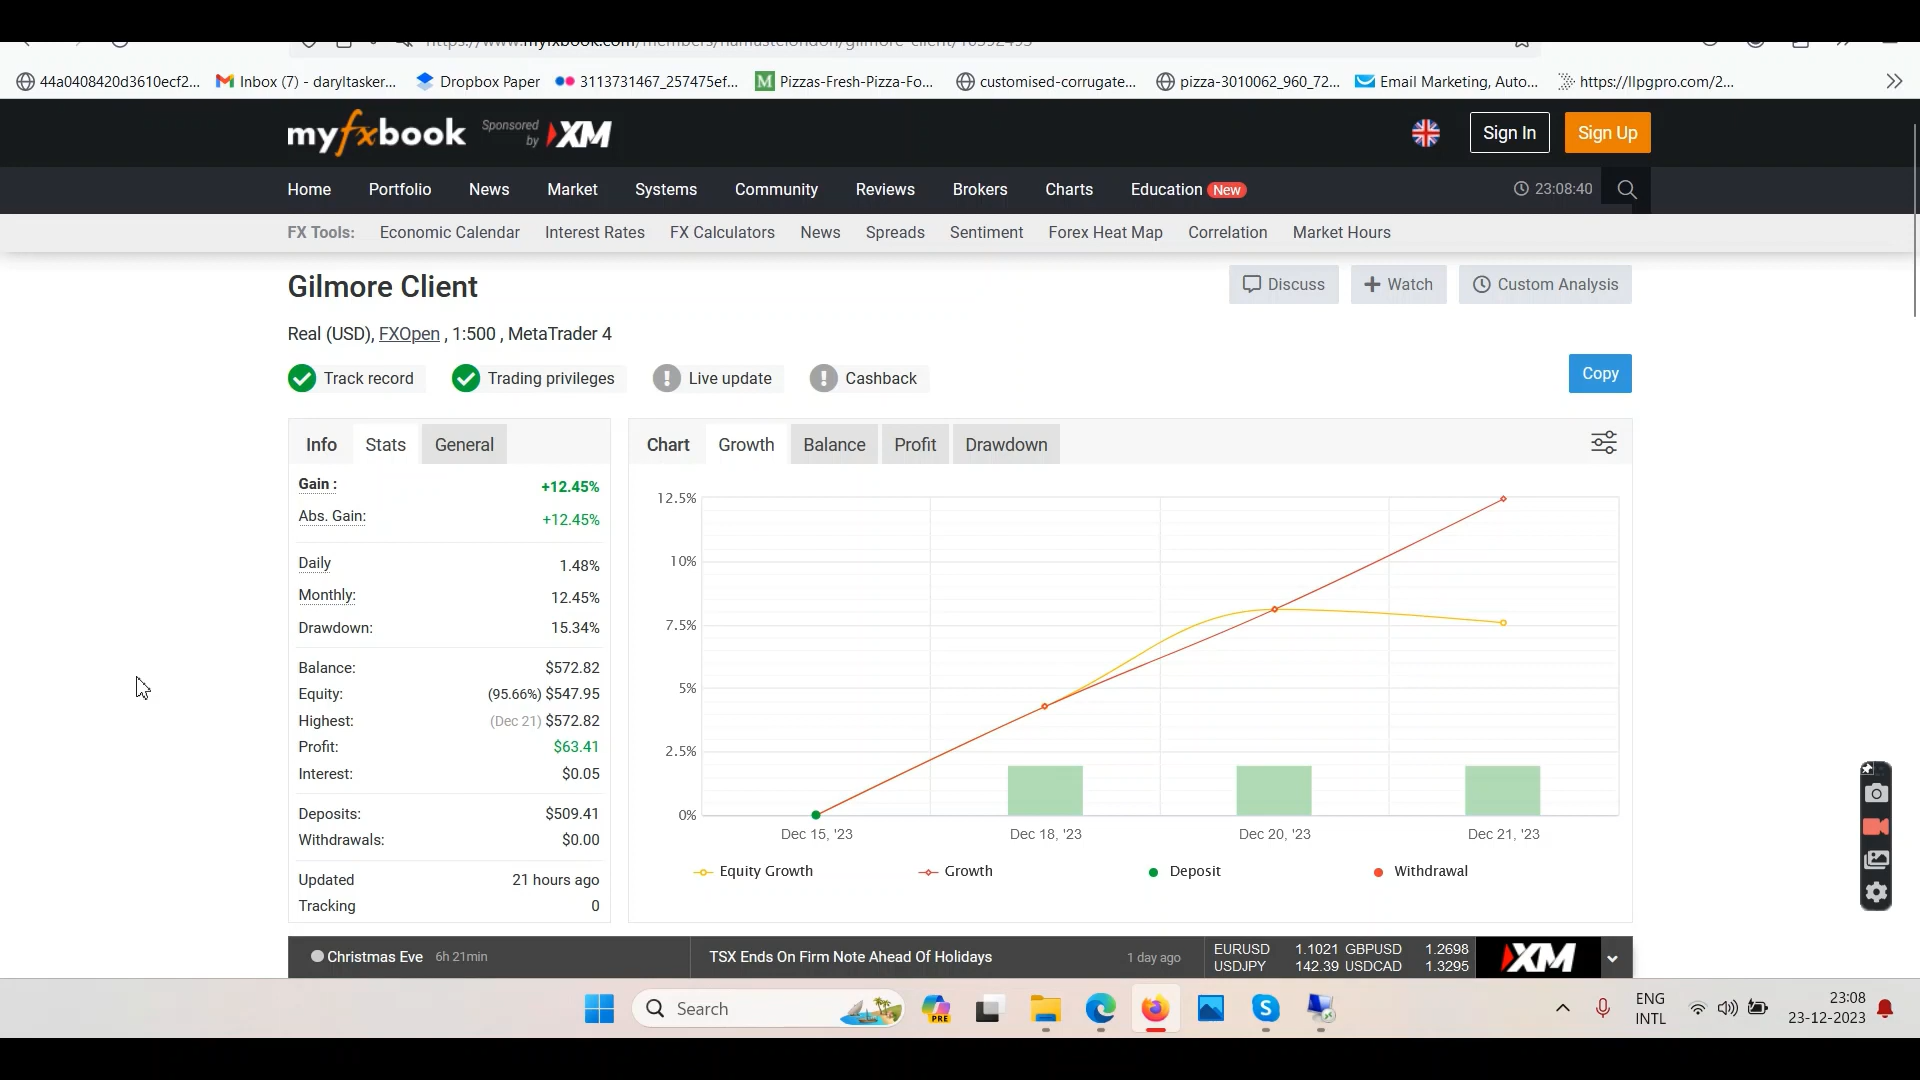 44a0408420d3610ecf2... Inbox (7) - daryltasker... Dropbox Paper 3113731467_257475ef... M Pizzas-Fresh-Pizza-Fo... customised-corrugate... pizza-3010062_960_72... Email Marketing, Auto... https://llpgpro.com/2...
myfxbook Sponsored by XM Sign In Sign Up
Home Portfolio News Market Systems Community Reviews Brokers Charts Education New 23:08:40
FX Tools: Economic Calendar Interest Rates FX Calculators News Spreads Sentiment Forex Heat Map Correlation Market Hours
Gilmore Client Discuss Watch Custom Analysis
Real (USD), FXOpen , 1:500 , MetaTrader 4
Track record Trading privileges Live update Cashback Copy
Info Stats General
Gain : +12.45%
Abs. Gain: +12.45%
Daily 1.48%
Monthly: 12.45%
Drawdown: 15.34%
Balance: $572.82
Equity: (95.66%) $547.95
Highest: (Dec 21) $572.82
Profit: $63.41
Interest: $0.05
Deposits: $509.41
Withdrawals: $0.00
Updated 21 hours ago
Tracking 0
Chart Growth Balance Profit Drawdown
12.5%
10%
7.5%
5%
2.5%
0%
Dec 15, '23 Dec 18, '23 Dec 20, '23 Dec 21, '23
Equity Growth Growth Deposit Withdrawal
Christmas Eve 6h 21min TSX Ends On Firm Note Ahead Of Holidays 1 day ago
EURUSD 1.1021 GBPUSD 1.2698
USDJPY 142.39 USDCAD 1.3295
XM
Search PRE
ENG
INTL
23:08
23-12-2023